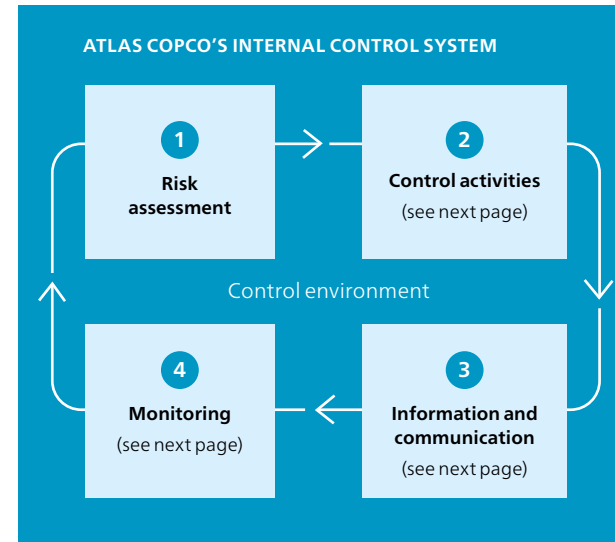 ATLAS COPCO’S INTERNAL CONTROL SYSTEM
1
Risk
assessment
2
Control activities
(see next page)
Control environment
4
Monitoring
(see next page)
3
Information and
communication
(see next page)